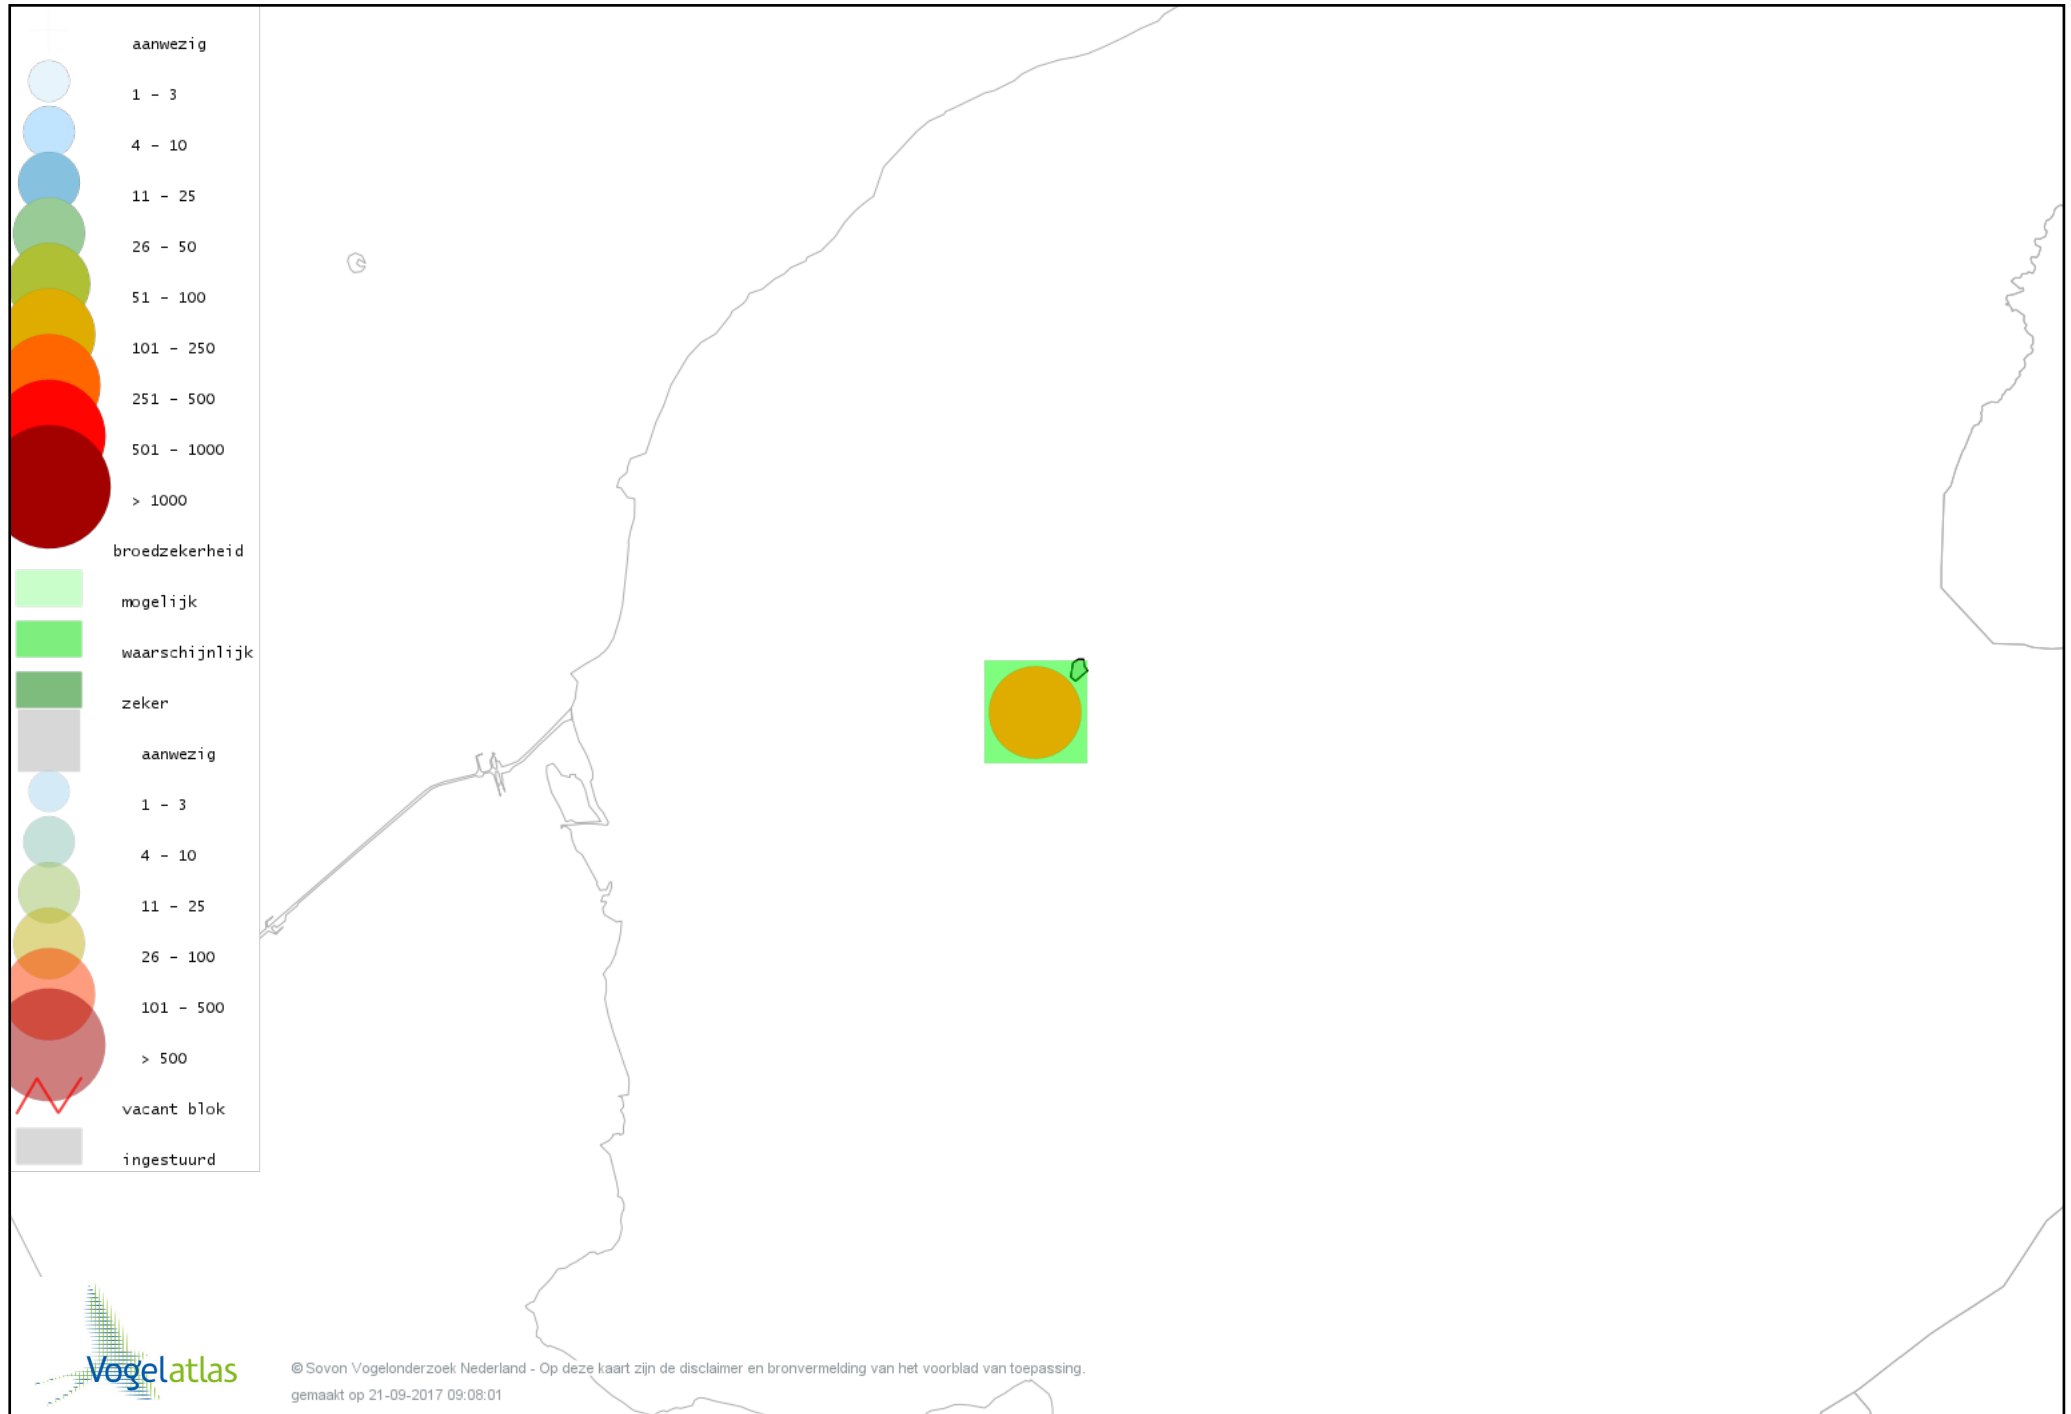 aanwezig
1 - 3
4 - 10
11 - 25
26 - 50
51 - 100
101 - 250
251 - 500
501 - 1000
> 1000
broedzekerheid
mogelijk
waarschijnlijk
zeker
aanwezig
1 - 3
4 - 10
11 - 25
26 - 100
101 - 500
> 500
vacant blok
ingestuurd
Vogelatlas
© Sovon Vogelonderzoek Nederland - Op deze kaart zijn de disclaimer en bronvermelding van het voorblad van toepassing.
gemaakt op 21-09-2017 09:08:01